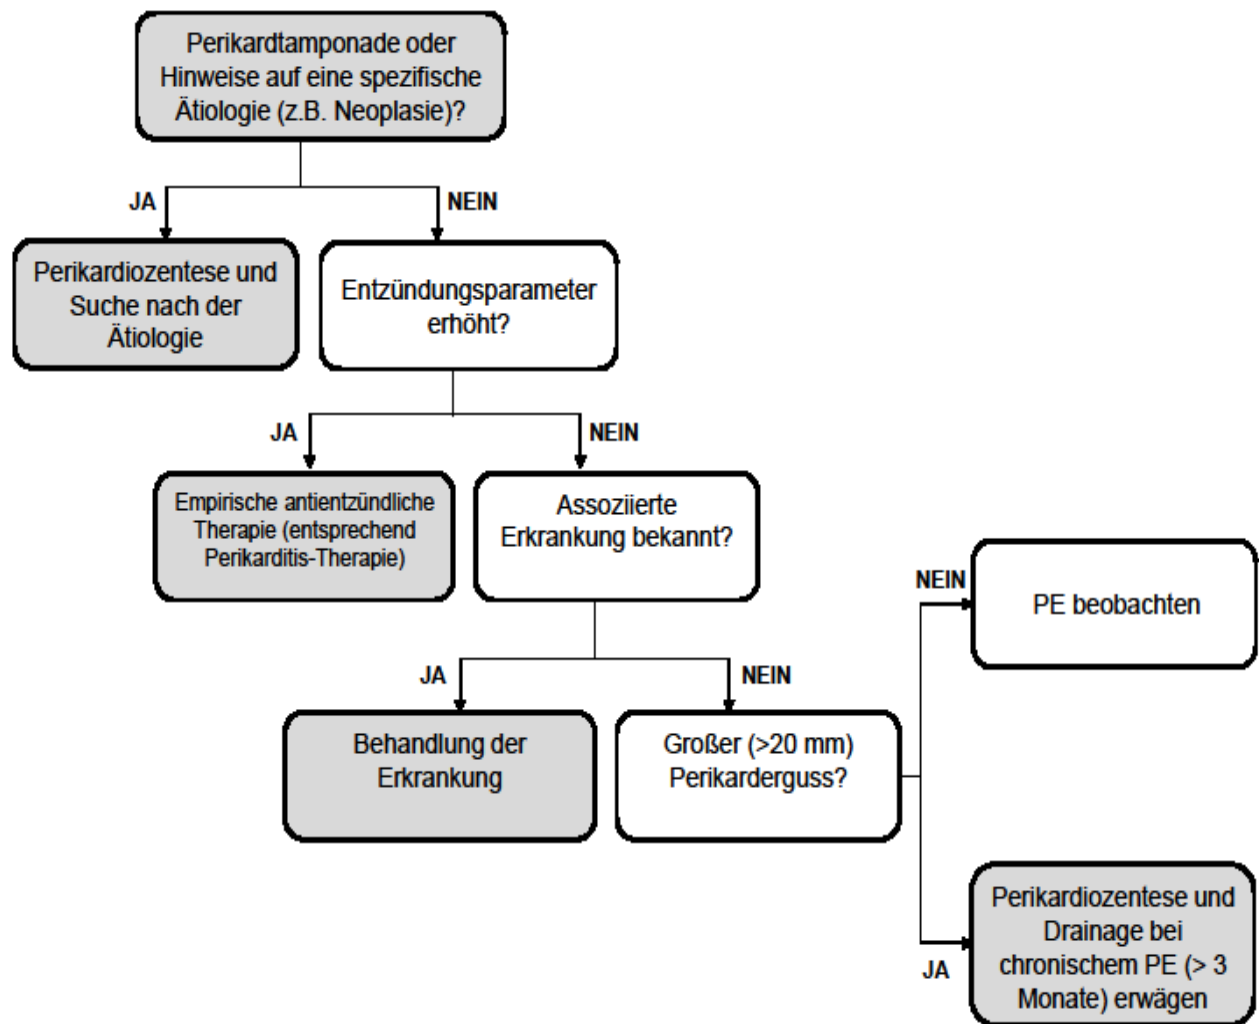 Perikardtamponade oder
Hinweise auf eine spezifische
Ätiologie (z.B. Neoplasie)?
JA
NEIN
Perikardiozentese und
Suche nach der
Ätiologie
Entzündungsparameter
erhöht?
JA
NEIN
Empirische antientzündliche
Therapie (entsprechend
Perikarditis-Therapie)
Assoziierte
Erkrankung bekannt?
NEIN
PE beobachten
JA
NEIN
Behandlung der
Erkrankung
Großer (>20 mm)
Perikarderguss?
JA
Perikardiozentese und
Drainage bei
chronischem PE (> 3
Monate) erwägen